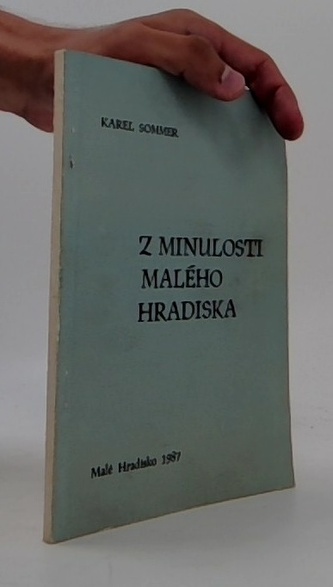 KAREL SOMMER
Z MINULOSTI
MALÉHO
HRADISKA
Malé Hradisko 1987